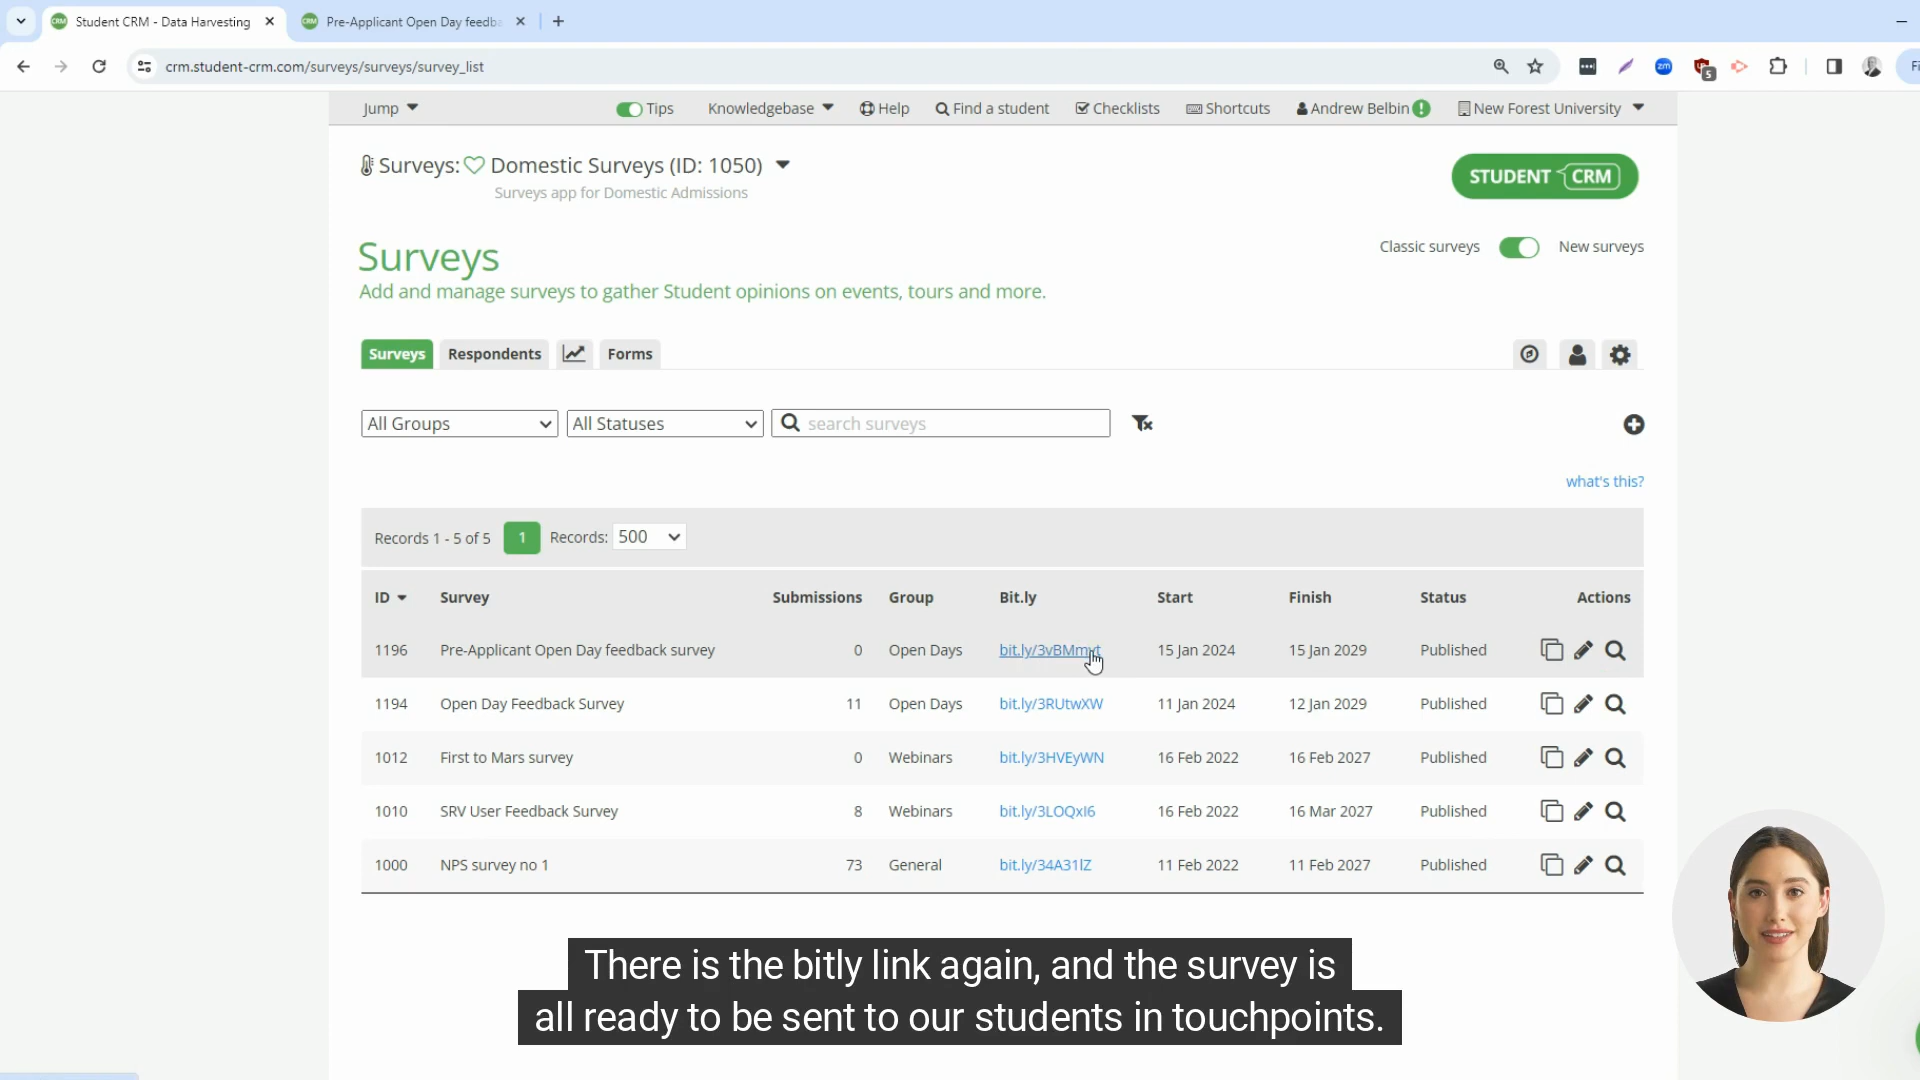 Student CRM - Data Harvesting
Pre-Applicant Open Day feedb
crm.student-crm.com/surveys/surveys/survey_list
zm
5
Fi
Jump
Tips
Knowledgebase
Help
Find a student
Checklists
Shortcuts
Andrew Belbin
New Forest University
Surveys: Domestic Surveys (ID: 1050)
Surveys app for Domestic Admissions
STUDENT CRM
Surveys
Classic surveys
New surveys
Add and manage surveys to gather Student opinions on events, tours and more.
Surveys
Respondents
Forms
All Groups
All Statuses
search surveys
what's this?
Records 1 - 5 of 5 1 Records: 500
ID Survey Submissions Group Bit.ly Start Finish Status Actions
1196 Pre-Applicant Open Day feedback survey 0 Open Days 15 Jan 2024 15 Jan 2029 Published
1194 Open Day Feedback Survey 11 Open Days bit.ly/3RUtwXW 11 Jan 2024 12 Jan 2029 Published
1012 First to Mars survey 0 Webinars bit.ly/3HVEyWN 16 Feb 2022 16 Feb 2027 Published
1010 SRV User Feedback Survey 8 Webinars bit.ly/3LOQxI6 16 Feb 2022 16 Mar 2027 Published
1000 NPS survey no 1 73 General bit.ly/34A31lZ 11 Feb 2022 11 Feb 2027 Published
There is the bitly link again, and the survey is
all ready to be sent to our students in touchpoints.